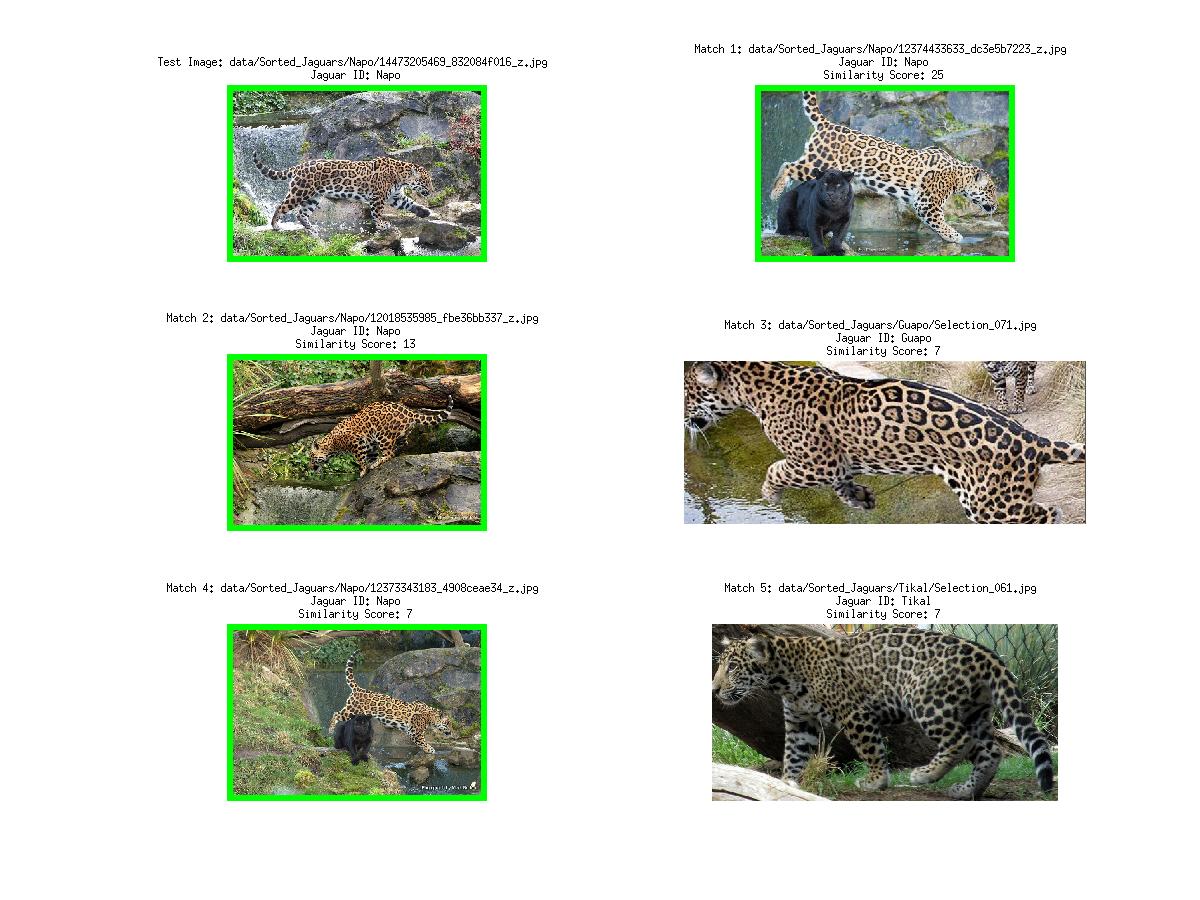 Test Image: data/Sorted_Jaguars/Napo/14473205469_832084f016_z.jpg
Jaguar ID: Napo
Match 1: data/Sorted_Jaguars/Napo/12374433633_dc3e5b7223_z.jpg
Jaguar ID: Napo
Similarity Score: 25
Match 2: data/Sorted_Jaguars/Napo/12018535985_fbe36bb337_z.jpg
Jaguar ID: Napo
Similarity Score: 13
Match 3: data/Sorted_Jaguars/Guapo/Selection_071.jpg
Jaguar ID: Guapo
Similarity Score: 7
Match 4: data/Sorted_Jaguars/Napo/12373343183_4908ceae34_z.jpg
Jaguar ID: Napo
Similarity Score: 7
Match 5: data/Sorted_Jaguars/Tikal/Selection_061.jpg
Jaguar ID: Tikal
Similarity Score: 7